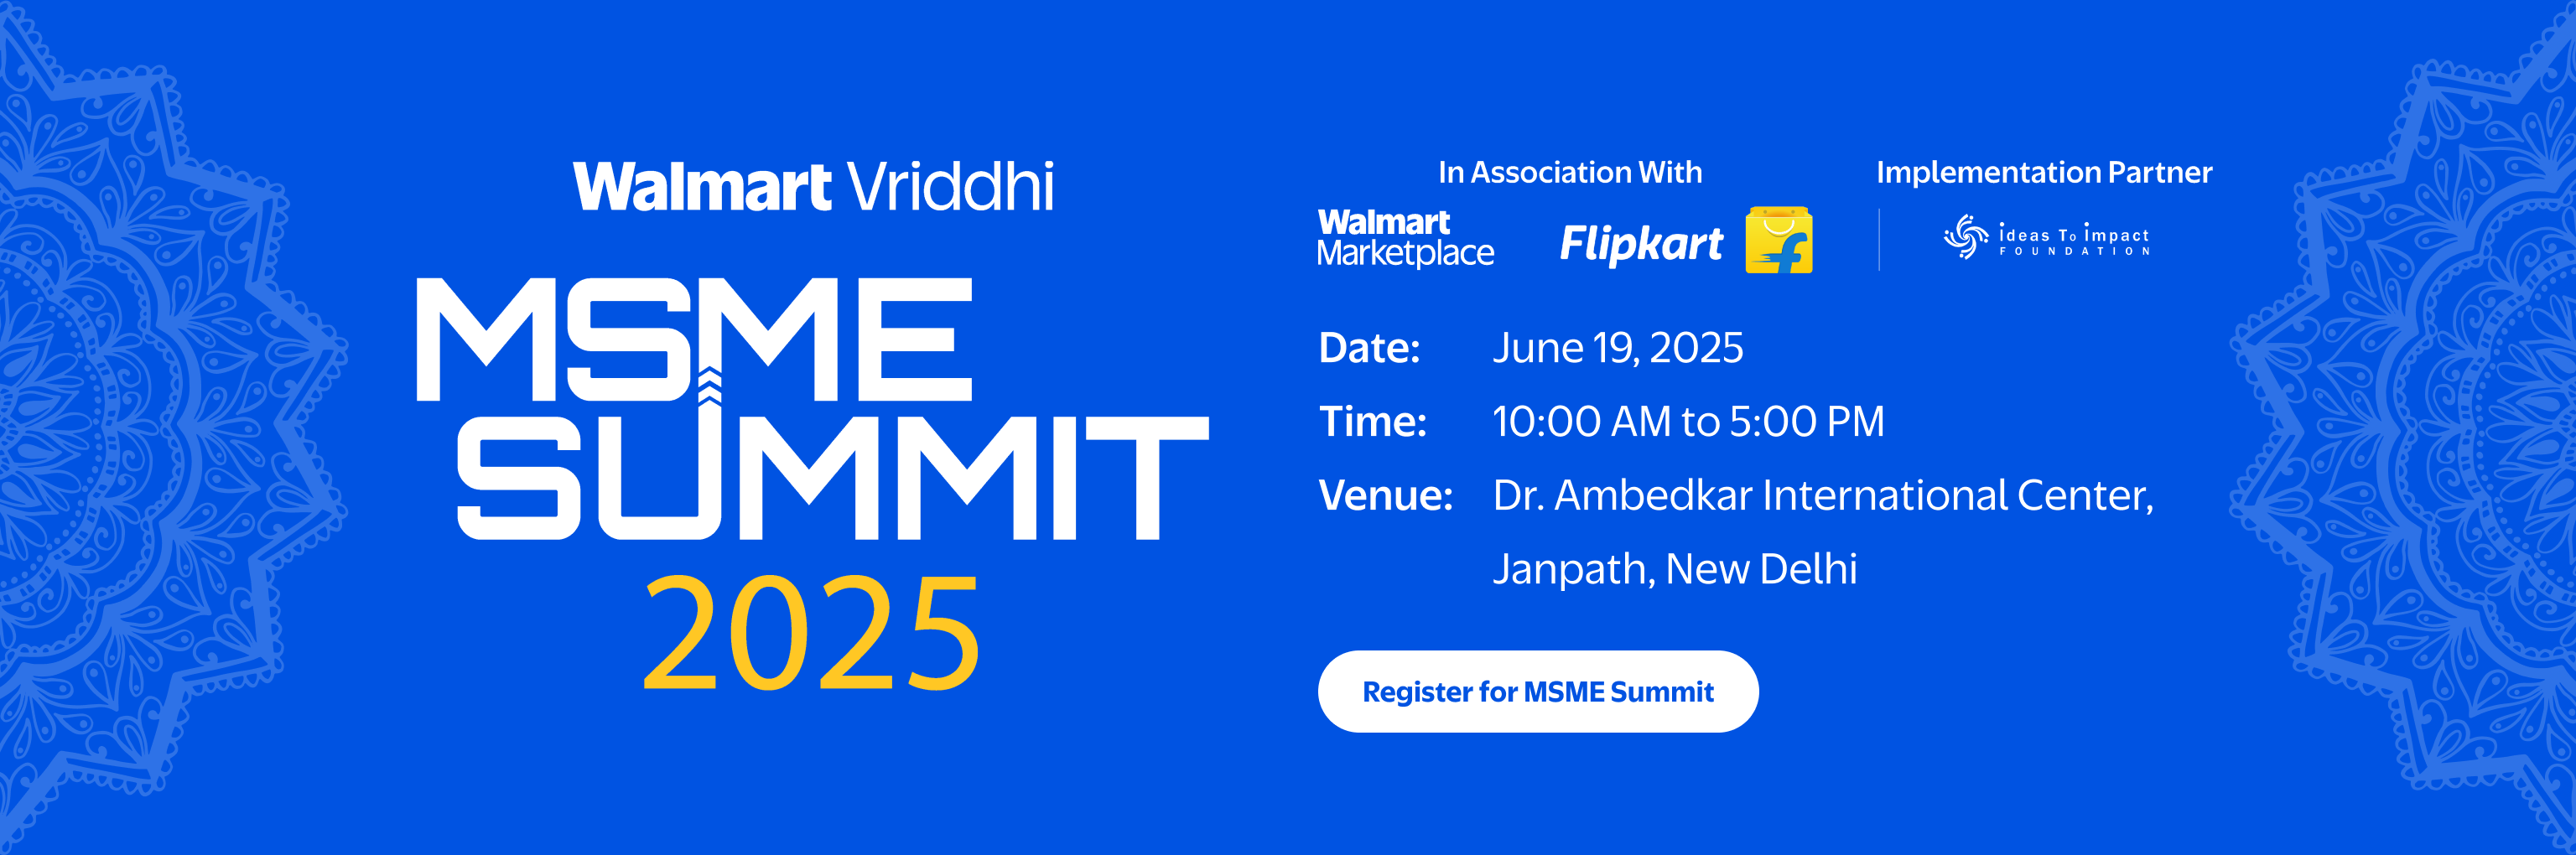 Walmart Vriddhi
MSME
SUMMIT
2025
In Association With
Walmart
Marketplace
Flipkart
f
Implementation Partner
ideas To impact
FOUNDATION
Date: June 19, 2025
Time: 10:00 AM to 5:00 PM
Venue: Dr. Ambedkar International Center,
Janpath, New Delhi
Register for MSME Summit